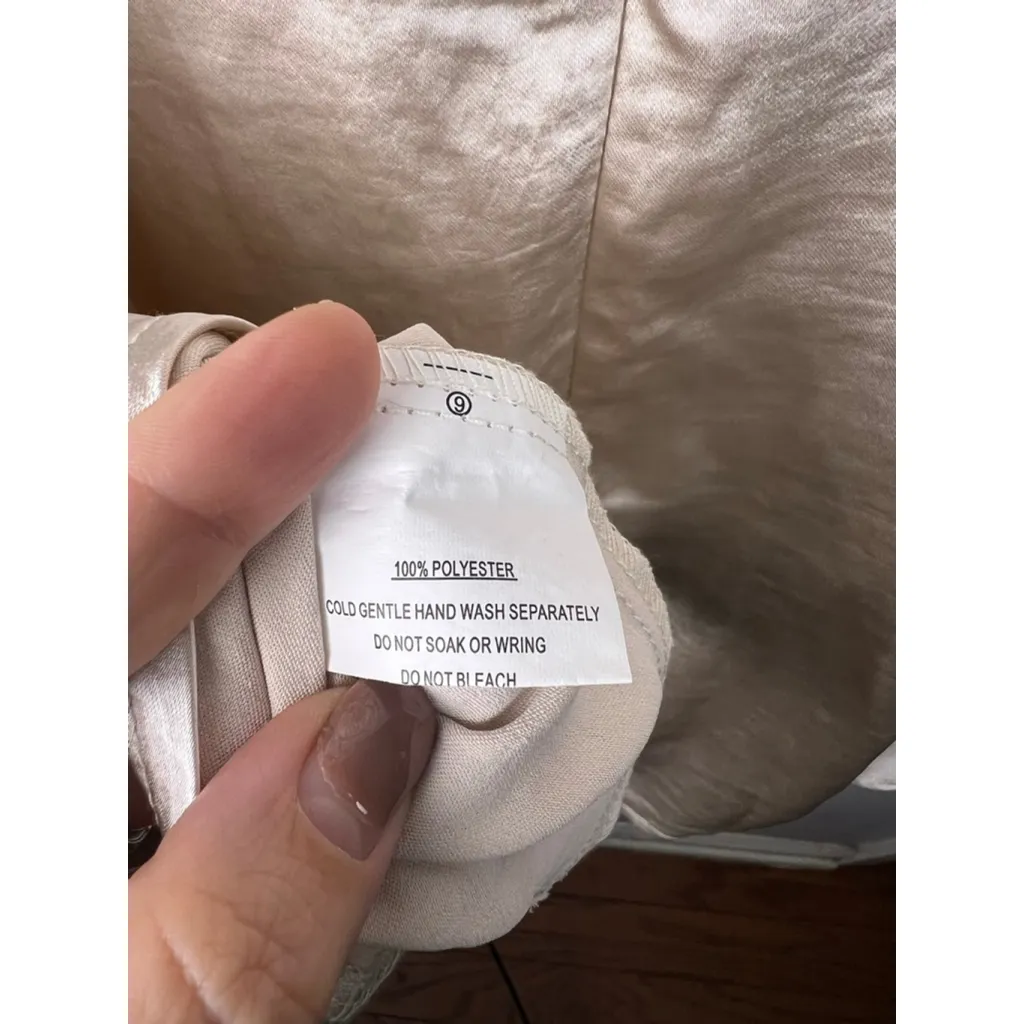 9
100% POLYESTER
COLD GENTLE HAND WASH SEPARATELY
DO NOT SOAK OR WRING
DO NOT BLEACH